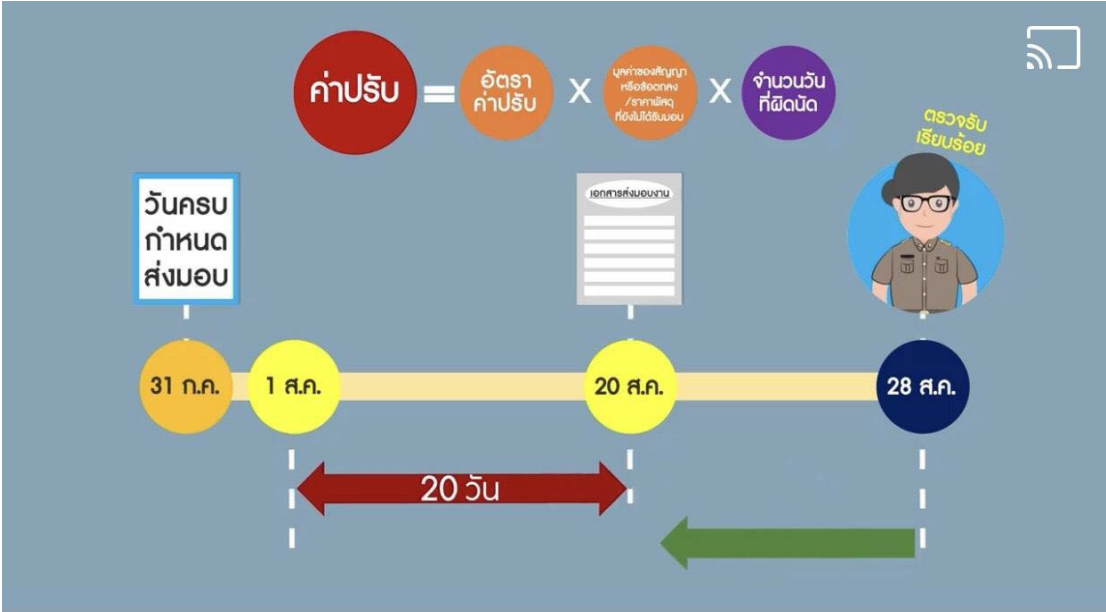 ค่าปรับ
=
อัตรา
ค่าปรับ
X
มูลค่าของสัญญา
หรือข้อตกลง
/ราคาพัสดุ
ที่ยังไม่ได้รับมอบ
X
จำนวนวัน
ที่ผิดนัด
ตรวจรับ
เรียบร้อย
วันครบ
กำหนด
ส่งมอบ
เอกสารส่งมอบงาน
31 ก.ค.
1 ส.ค.
20 ส.ค.
28 ส.ค.
20 วัน